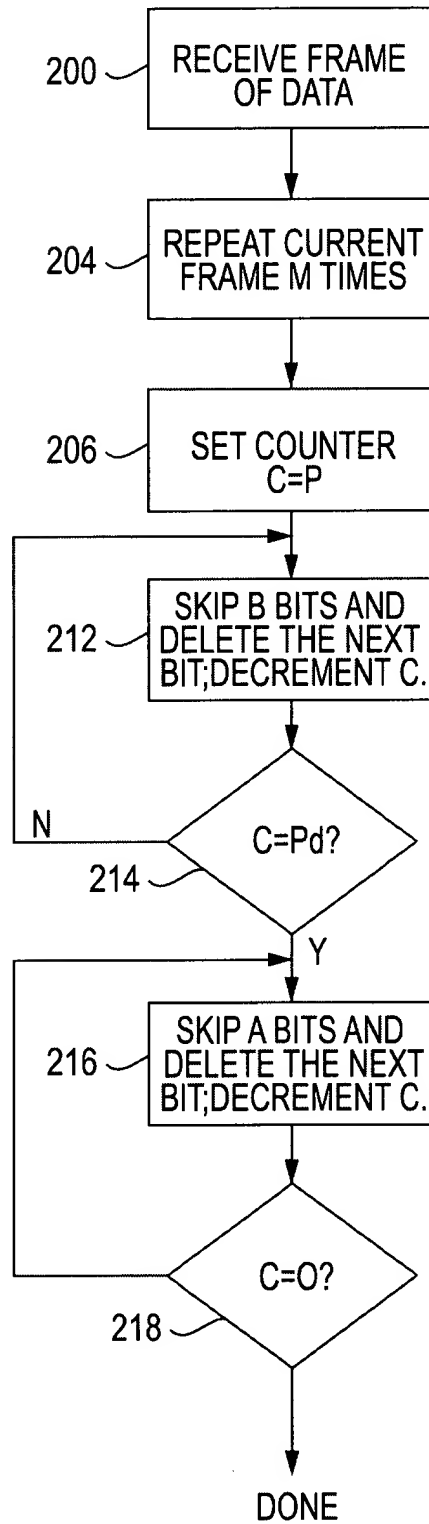 200
RECEIVE FRAME
OF DATA
204
REPEAT CURRENT
FRAME M TIMES
206
SET COUNTER
C=P
212
SKIP B BITS AND
DELETE THE NEXT
BIT;DECREMENT C.
N
C=Pd?
214
Y
216
SKIP A BITS AND
DELETE THE NEXT
BIT;DECREMENT C.
C=O?
218
DONE